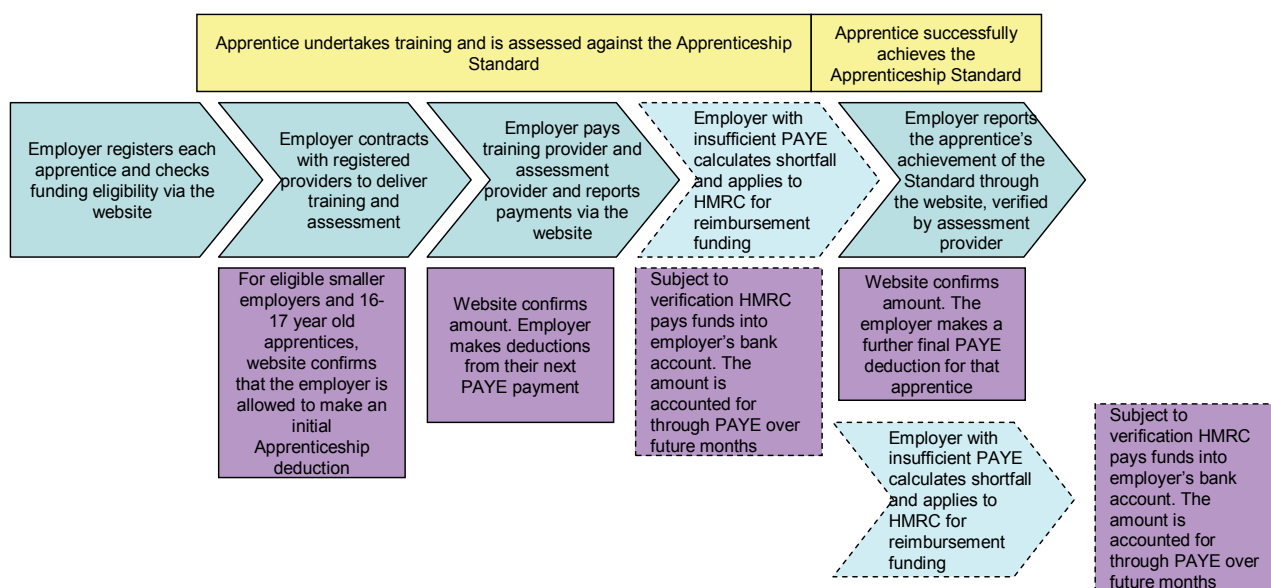 Apprentice undertakes training and is assessed against the Apprenticeship
Standard
Apprentice successfully
achieves the
Apprenticeship Standard
Employer registers each
apprentice and checks
funding eligibility via the
website
Employer contracts
with registered
providers to deliver
training and
assessment
Employer pays
training provider and
assessment
provider and reports
payments via the
website
Employer with
insufficient PAYE
calculates shortfall
and applies to
HMRC for
reimbursement
funding
Employer reports
the apprentice's
achievement of the
Standard through
the website, verified
by assessment
provider
For eligible smaller
employers and 16-
17 year old
apprentices,
website confirms
that the employer is
allowed to make an
initial
Apprenticeship
deduction
Website confirms
amount. Employer
makes deductions
from their next
PAYE payment
Subject to
verification HMRC
pays funds into
employer's bank
account. The
amount is
accounted for
through PAYE over
future months
Website confirms
amount. The
employer makes a
further final PAYE
deduction for that
apprentice
Employer with
insufficient PAYE
calculates shortfall
and applies to
HMRC for
reimbursement
funding
Subject to
verification HMRC
pays funds into
employer's bank
account. The
amount is
accounted for
through PAYE over
future months